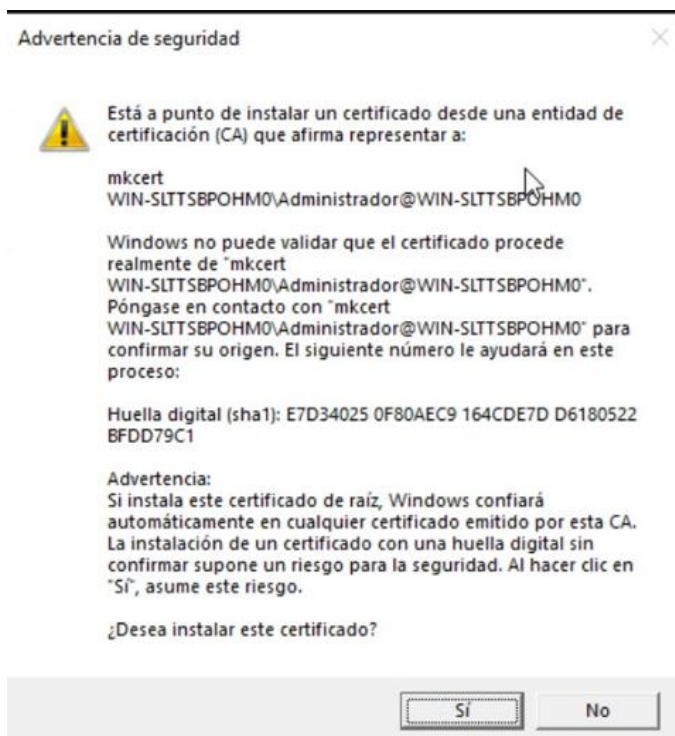 Advertencia de seguridad
Está a punto de instalar un certificado desde una entidad de
certificación (CA) que afirma representar a:
mkcert
WIN-SLTTSBPOHM0\Administrador@WIN-SLTTSBPOHM0
Windows no puede validar que el certificado procede
realmente de "mkcert
WIN-SLTTSBPOHM0\Administrador@WIN-SLTTSBPOHM0".
Póngase en contacto con "mkcert
WIN-SLTTSBPOHM0\Administrador@WIN-SLTTSBPOHM0" para
confirmar su origen. El siguiente número le ayudará en este
proceso:
Huella digital (sha1): E7D34025 0F80AEC9 164CDE7D D6180522
BFDD79C1
Advertencia:
Si instala este certificado de raíz, Windows confiará
automáticamente en cualquier certificado emitido por esta CA.
La instalación de un certificado con una huella digital sin
confirmar supone un riesgo para la seguridad. Al hacer clic en
"Sí", asume este riesgo.
¿Desea instalar este certificado?
Sí
No